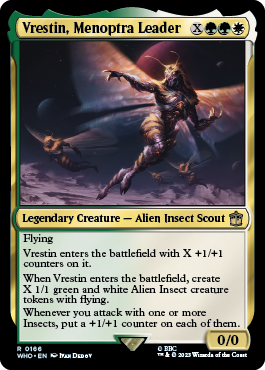 Vrestin, Menoptra Leader X
Legendary Creature — Alien Insect Scout
Flying
Vrestin enters the battlefield with X +1/+1
counters on it.
When Vrestin enters the battlefield, create
X 1/1 green and white Alien Insect creature
tokens with flying.
Whenever you attack with one or more
Insects, put a +1/+1 counter on each of them.
0/0
R 0166
WHO • EN Ivan Dedov
© BBC
™ & © 2023 Wizards of the Coast